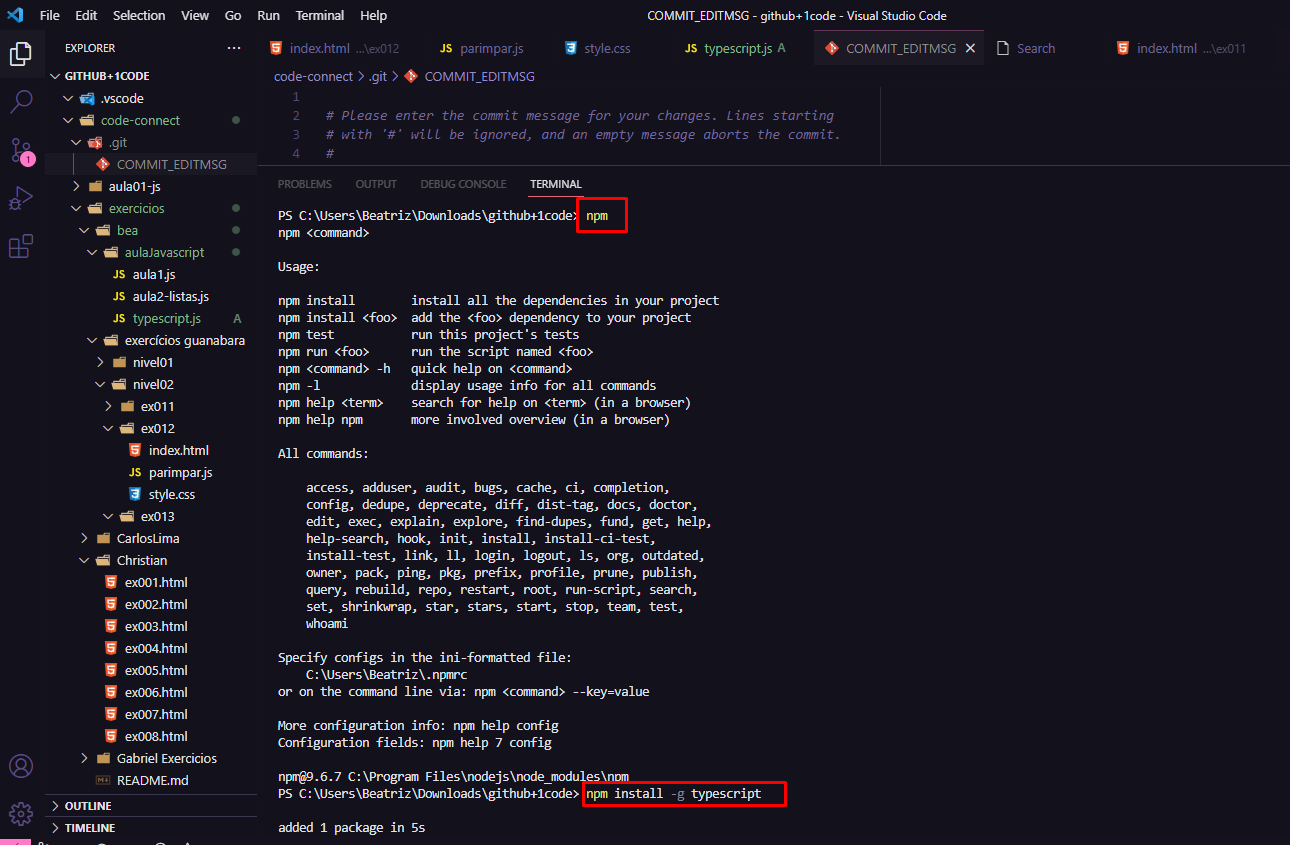 File Edit Selection View Go Run Terminal Help
COMMIT_EDITMSG - github+1code - Visual Studio Code
EXPLORER
GITHUB+1CODE
.vscode
code-connect
.git
COMMIT_EDITMSG
aula01-js
exercicios
bea
aulaJavascript
JS aula1.js
JS aula2-listas.js
JS typescript.js A
exercícios guanabara
nivel01
nivel02
ex011
ex012
index.html
JS parimpar.js
style.css
ex013
CarlosLima
Christian
ex001.html
ex002.html
ex003.html
ex004.html
ex005.html
ex006.html
ex007.html
ex008.html
Gabriel Exercicios
README.md
OUTLINE
TIMELINE
1
index.html ...\ex012 JS parimpar.js style.css JS typescript.js A COMMIT_EDITMSG Search index.html ...\ex011
code-connect > .git > COMMIT_EDITMSG
1
2 # Please enter the commit message for your changes. Lines starting
3 # with '#' will be ignored, and an empty message aborts the commit.
4 #
PROBLEMS OUTPUT DEBUG CONSOLE TERMINAL
PS C:\Users\Beatriz\Downloads\github+1code> npm
npm <command>
Usage:
npm install install all the dependencies in your project
npm install <foo> add the <foo> dependency to your project
npm test run this project's tests
npm run <foo> run the script named <foo>
npm <command> -h quick help on <command>
npm -l display usage info for all commands
npm help <term> search for help on <term> (in a browser)
npm help npm more involved overview (in a browser)
All commands:
access, adduser, audit, bugs, cache, ci, completion,
config, dedupe, deprecate, diff, dist-tag, docs, doctor,
edit, exec, explain, explore, find-dupes, fund, get, help,
help-search, hook, init, install, install-ci-test,
install-test, link, ll, login, logout, ls, org, outdated,
owner, pack, ping, pkg, prefix, profile, prune, publish,
query, rebuild, repo, restart, root, run-script, search,
set, shrinkwrap, star, stars, start, stop, team, test,
whoami
Specify configs in the ini-formatted file:
C:\Users\Beatriz\.npmrc
or on the command line via: npm <command> --key=value
More configuration info: npm help config
Configuration fields: npm help 7 config
npm@9.6.7 C:\Program Files\nodejs\node_modules\npm
PS C:\Users\Beatriz\Downloads\github+1code> npm install -g typescript
added 1 package in 5s